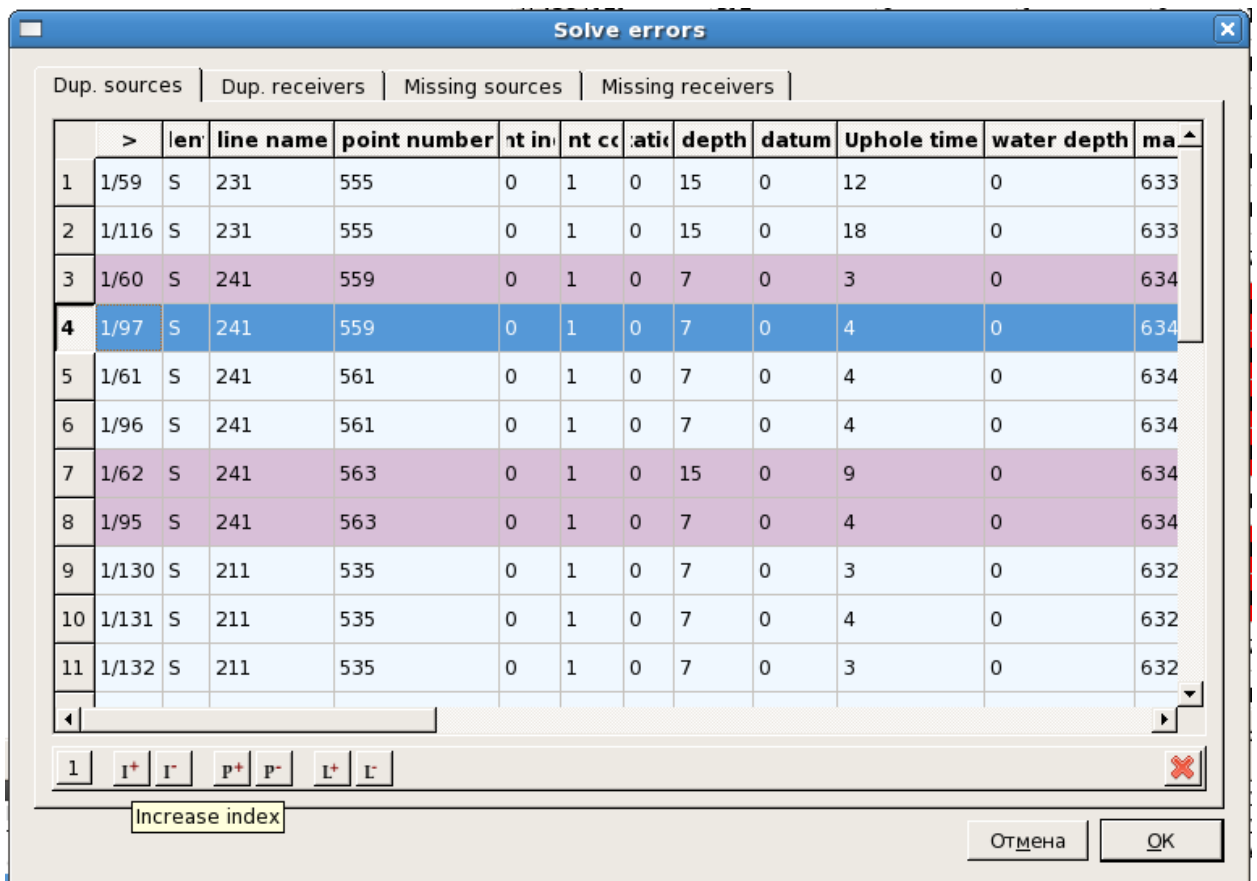 Solve errors
Dup. sources Dup. receivers Missing sources Missing receivers
> line name point number depth datum Uphole time water depth
1 1/59 S 231 555 0 1 0 15 0 12 0 633
2 1/116 S 231 555 0 1 0 15 0 18 0 633
3 1/60 S 241 559 0 1 0 7 0 3 0 634
4 1/97 S 241 559 0 1 0 7 0 4 0 634
5 1/61 S 241 561 0 1 0 7 0 4 0 634
6 1/96 S 241 561 0 1 0 7 0 4 0 634
7 1/62 S 241 563 0 1 0 15 0 9 0 634
8 1/95 S 241 563 0 1 0 7 0 4 0 634
9 1/130 S 211 535 0 1 0 7 0 3 0 632
10 1/131 S 211 535 0 1 0 7 0 4 0 632
11 1/132 S 211 535 0 1 0 7 0 3 0 632
1 I+ I- P+ P- L+ L-
Increase index
Отмена OK